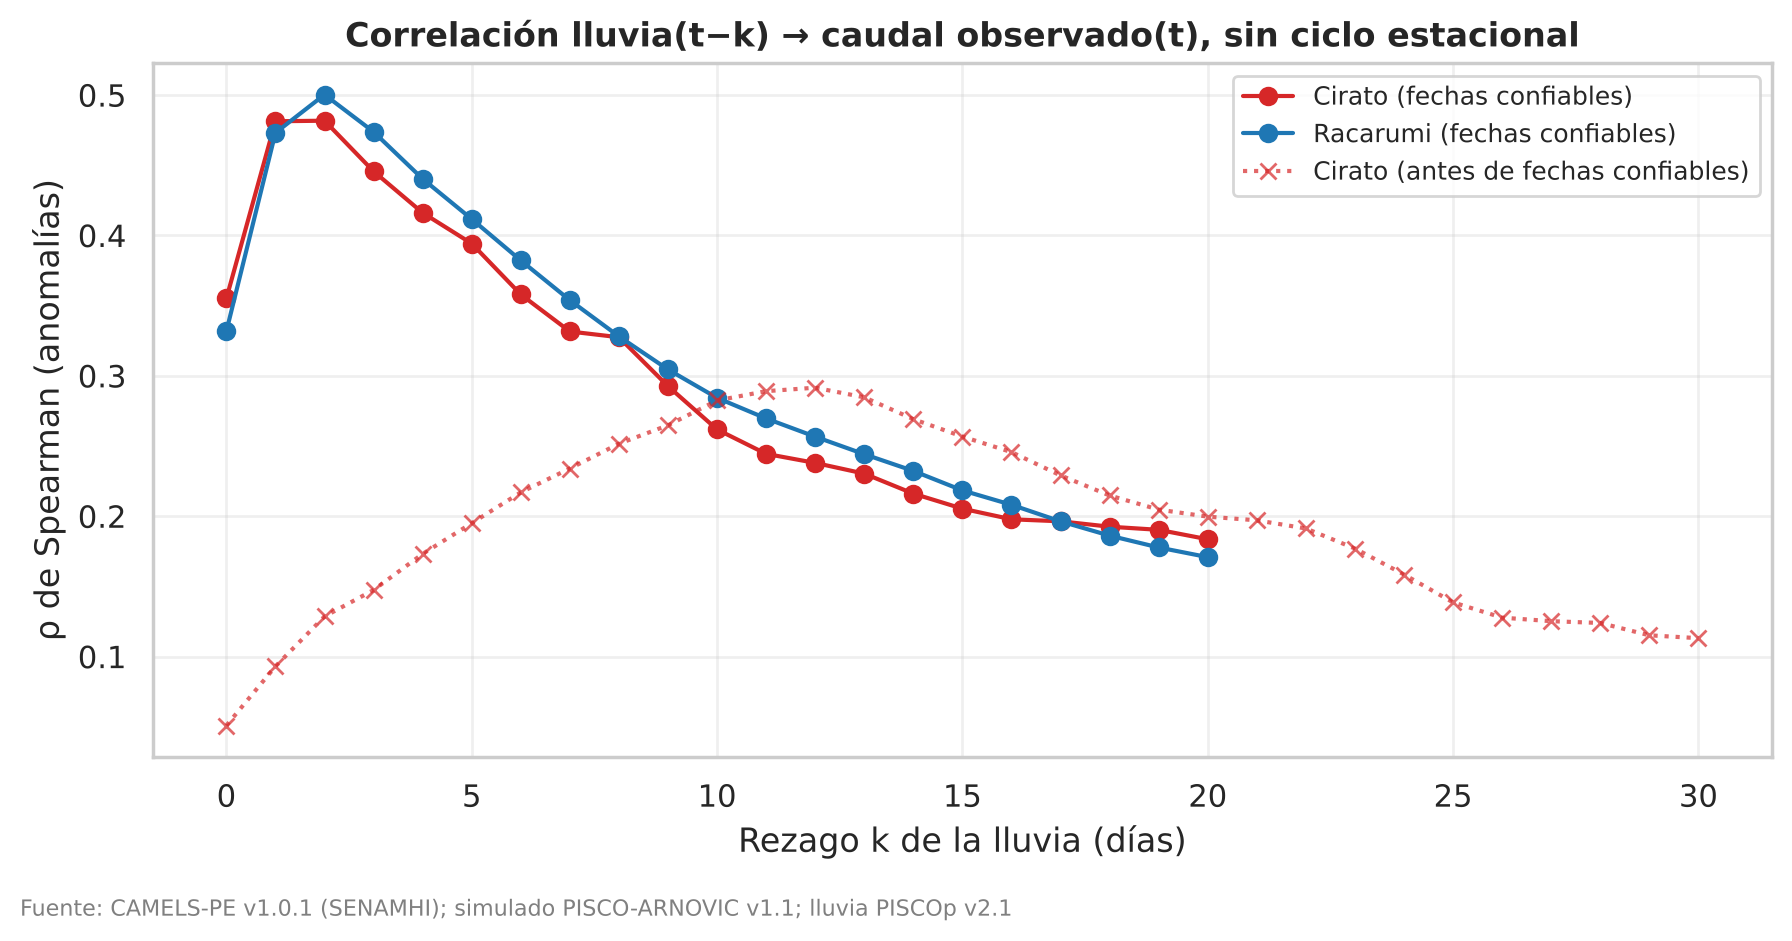 Correlación lluvia(t−k) → caudal observado(t), sin ciclo estacional
Cirato (fechas confiables)
Racarumi (fechas confiables)
Cirato (antes de fechas confiables)
ρ de Spearman (anomalías)
0.5
0.4
0.3
0.2
0.1
0 5 10 15 20 25 30
Rezago k de la lluvia (días)
Fuente: CAMELS-PE v1.0.1 (SENAMHI); simulado PISCO-ARNOVIC v1.1; lluvia PISCOp v2.1